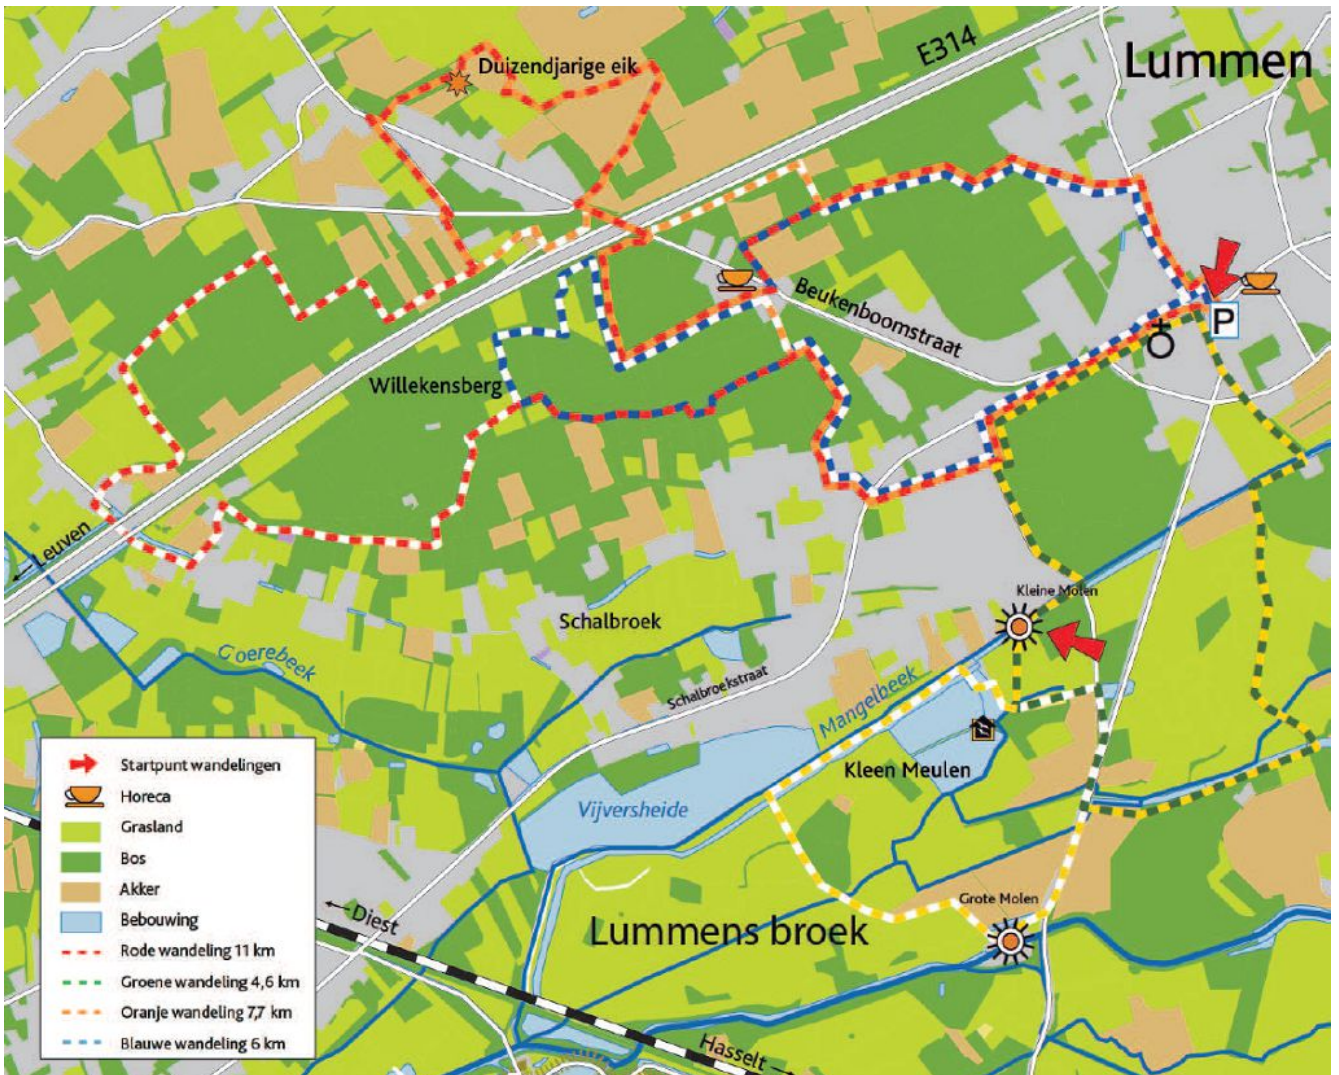 Duizendjarige eik
E314
Lummen
Beukenboomstraat
P
Willekensberg
← Leuven
Kleine Molen
Schalbroek
Coerebeek
Schalbroekstraat
Mangelbeek
Kleen Meulen
Vijversheide
Grote Molen
← Diest
Lummens broek
Hasselt →
Startpunt wandelingen
Horeca
Grasland
Bos
Akker
Bebouwing
Rode wandeling 11 km
Groene wandeling 4,6 km
Oranje wandeling 7,7 km
Blauwe wandeling 6 km